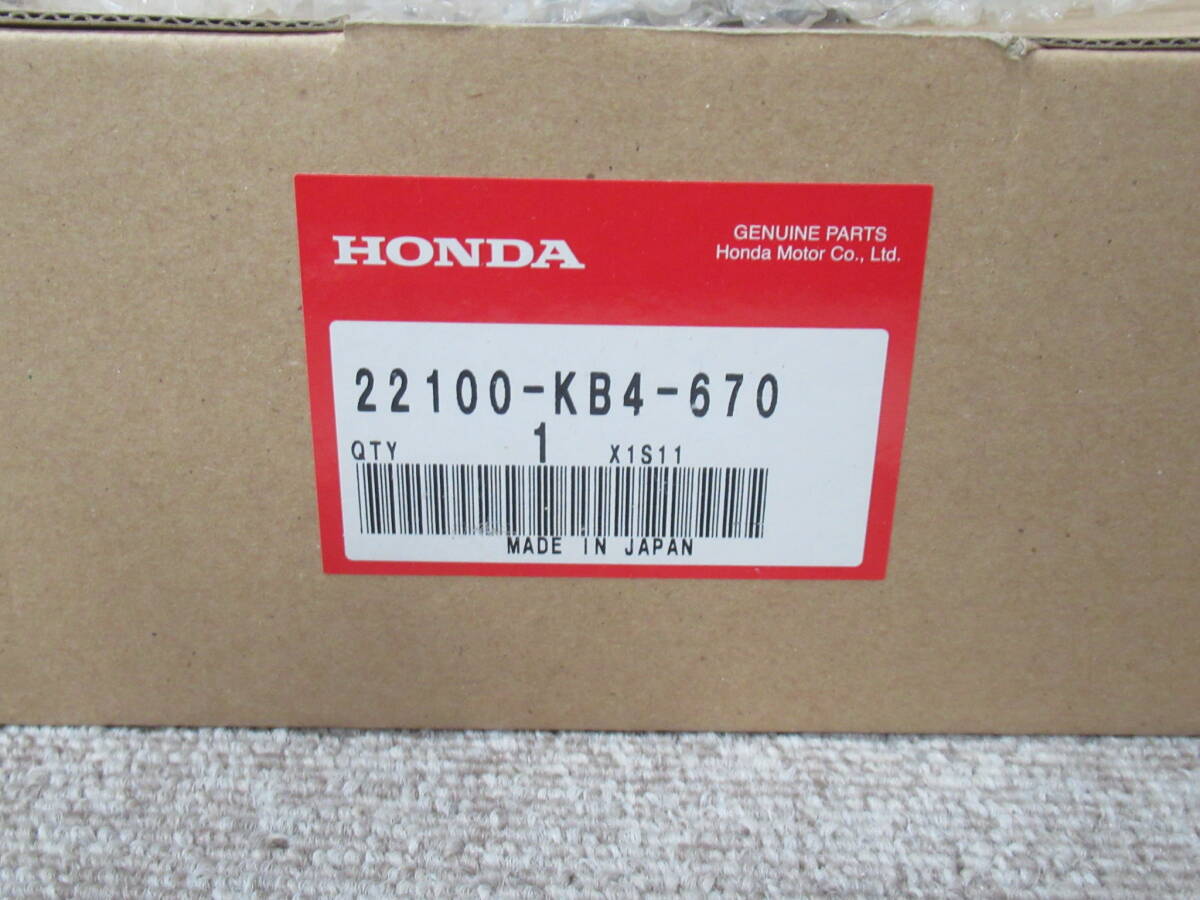 HONDA
GENUINE PARTS
Honda Motor Co., Ltd.
22100-KB4-670
QTY 1 X1S11
MADE IN JAPAN